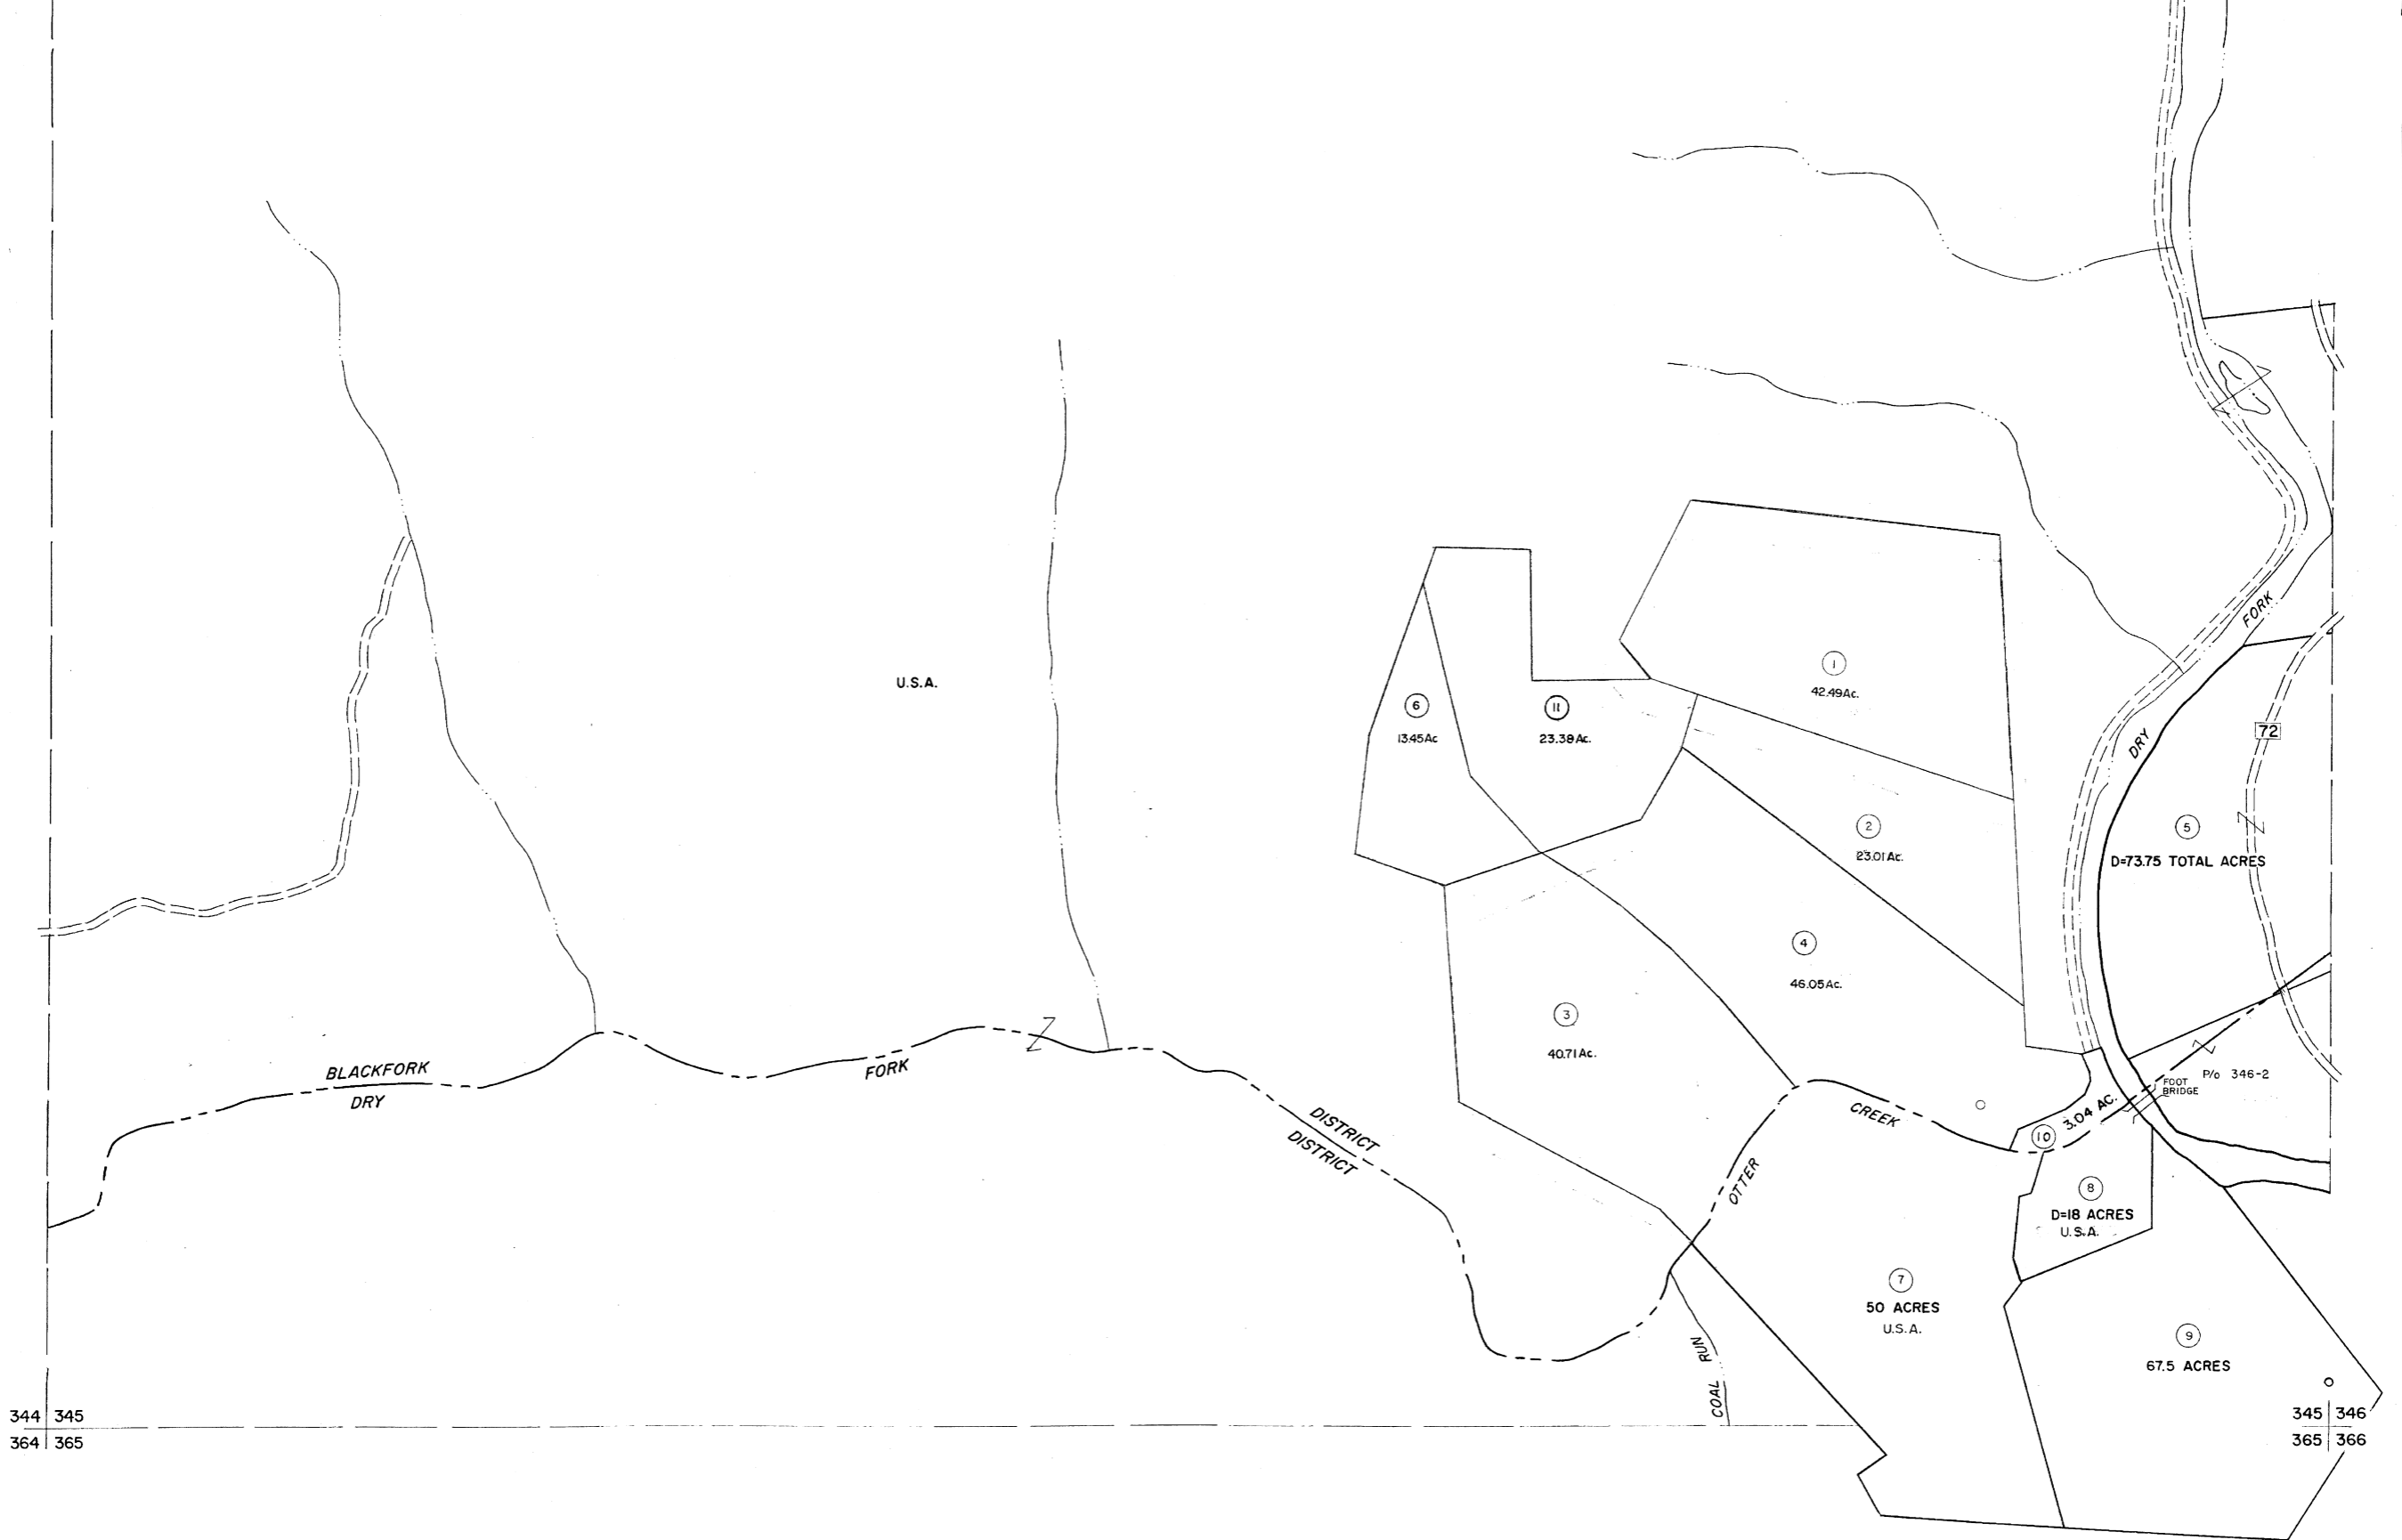 U.S.A.
1
42.49Ac.
6
13.45Ac
11
23.38Ac.
FORK
DRY
72
2
23.01Ac.
5
D=73.75 TOTAL ACRES
4
46.05Ac.
3
40.71Ac.
BLACKFORK
DRY
FORK
DISTRICT
DISTRICT
CREEK
OTTER
P/o 346-2
FOOT
BRIDGE
3.04 AC.
10
8
D=18 ACRES
U.S.A.
7
50 ACRES
U.S.A.
9
67.5 ACRES
COAL RUN
344 345
364 365
345 346
365 366